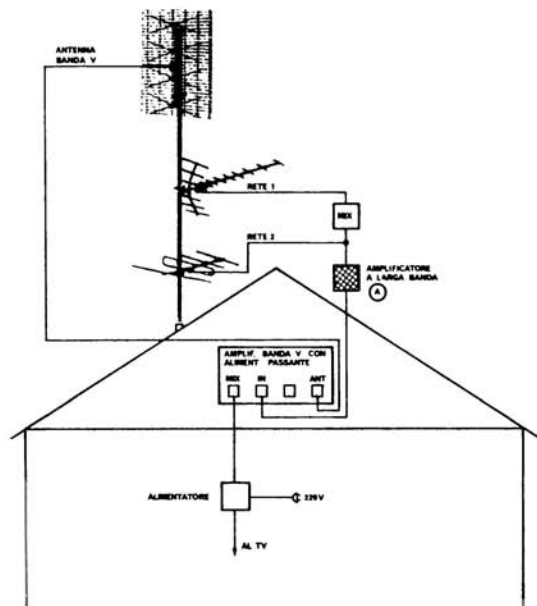 ANTENNA
BANDA V
RETE 1
MIX
RETE 2
AMPLIFICATORE
A LARGA BANDA
A
AMPLIF. BANDA V CON
ALIMENT PASSANTE
MIX IN ANT
ALIMENTATORE
220V
AL TV